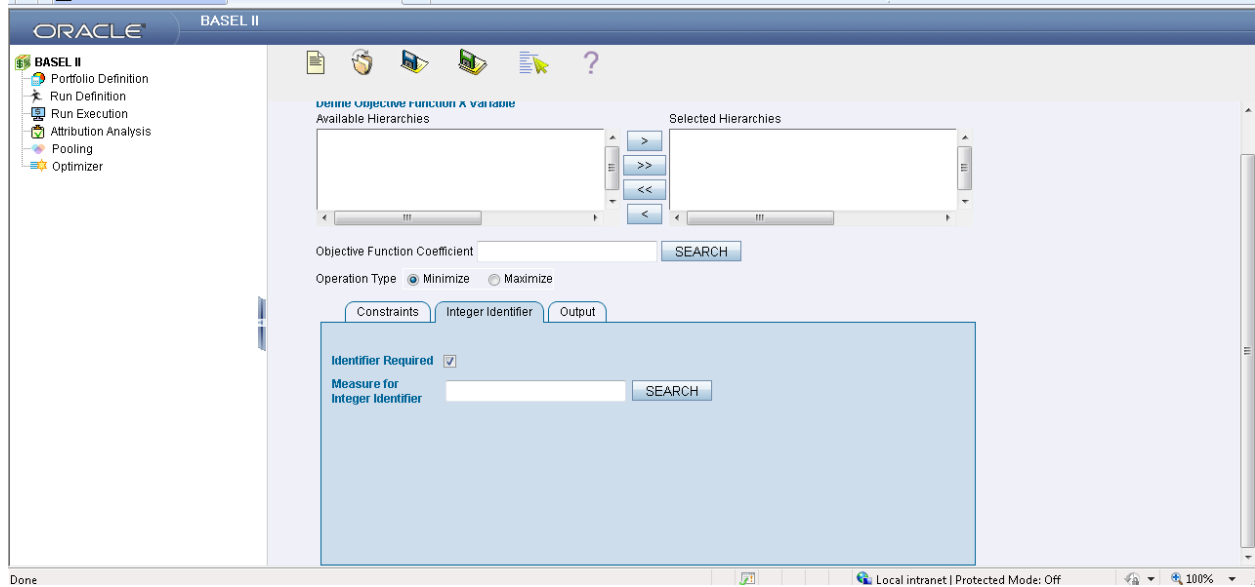 ORACLE
BASEL II
BASEL II
Portfolio Definition
Run Definition
Run Execution
Attribution Analysis
Pooling
Optimizer
?
Define Objective Function X Variable
Available Hierarchies
Selected Hierarchies
>
>>
<<
<
Objective Function Coefficient
SEARCH
Operation Type Minimize Maximize
Constraints Integer Identifier Output
Identifier Required
Measure for
Integer Identifier
SEARCH
Done
Local intranet | Protected Mode: Off
100%